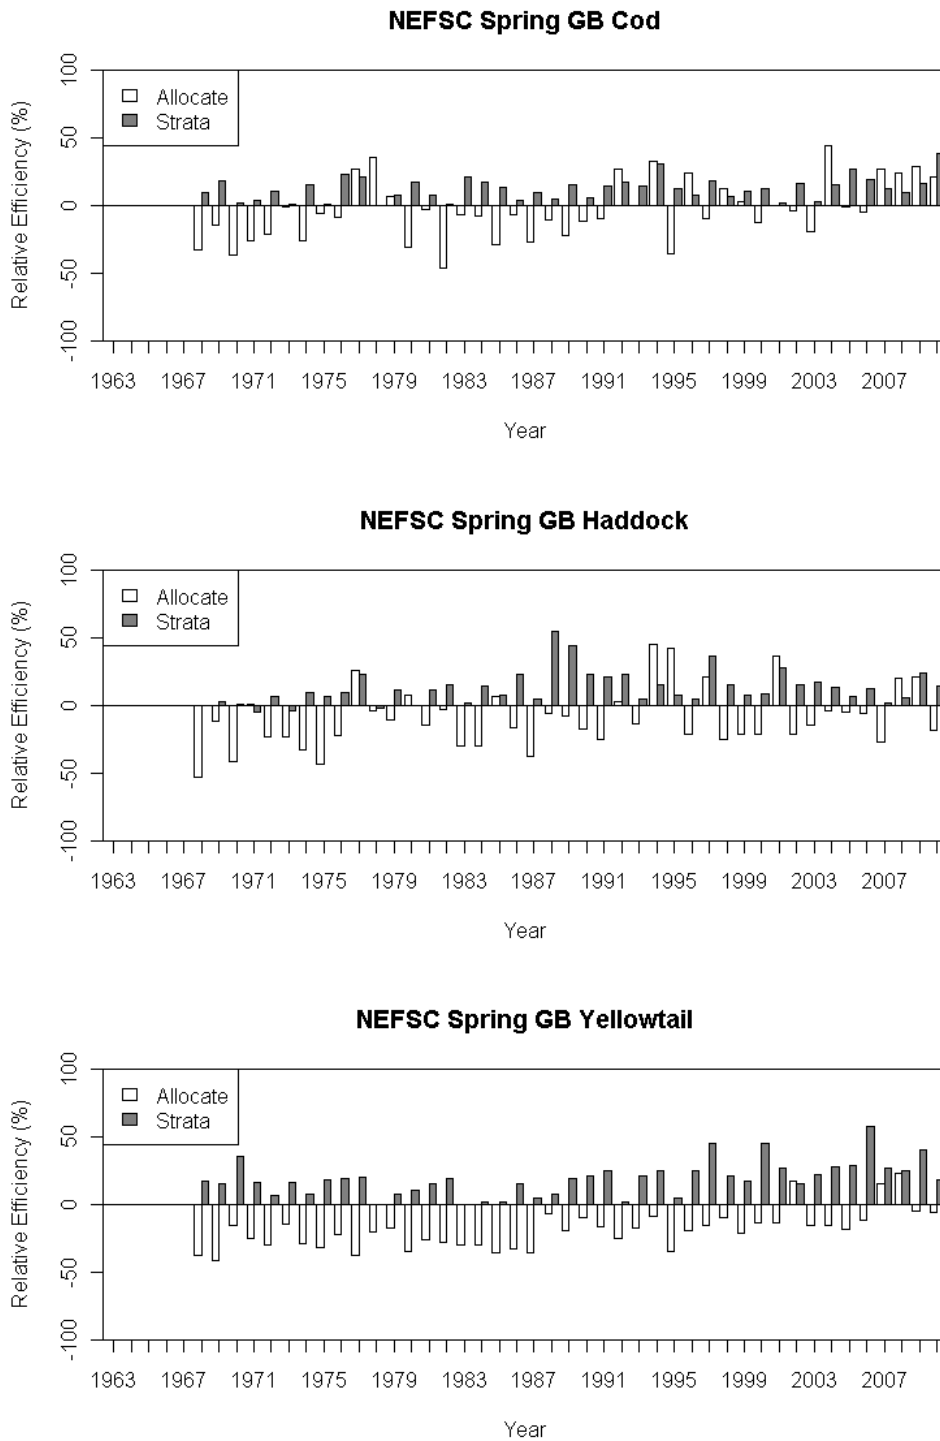 NEFSC Spring GB Cod
Relative Efficiency (%)
100
50
0
-50
-100
Allocate
Strata
1963 1967 1971 1975 1979 1983 1987 1991 1995 1999 2003 2007
Year
NEFSC Spring GB Haddock
Relative Efficiency (%)
100
50
0
-50
-100
Allocate
Strata
1963 1967 1971 1975 1979 1983 1987 1991 1995 1999 2003 2007
Year
NEFSC Spring GB Yellowtail
Relative Efficiency (%)
100
50
0
-50
-100
Allocate
Strata
1963 1967 1971 1975 1979 1983 1987 1991 1995 1999 2003 2007
Year